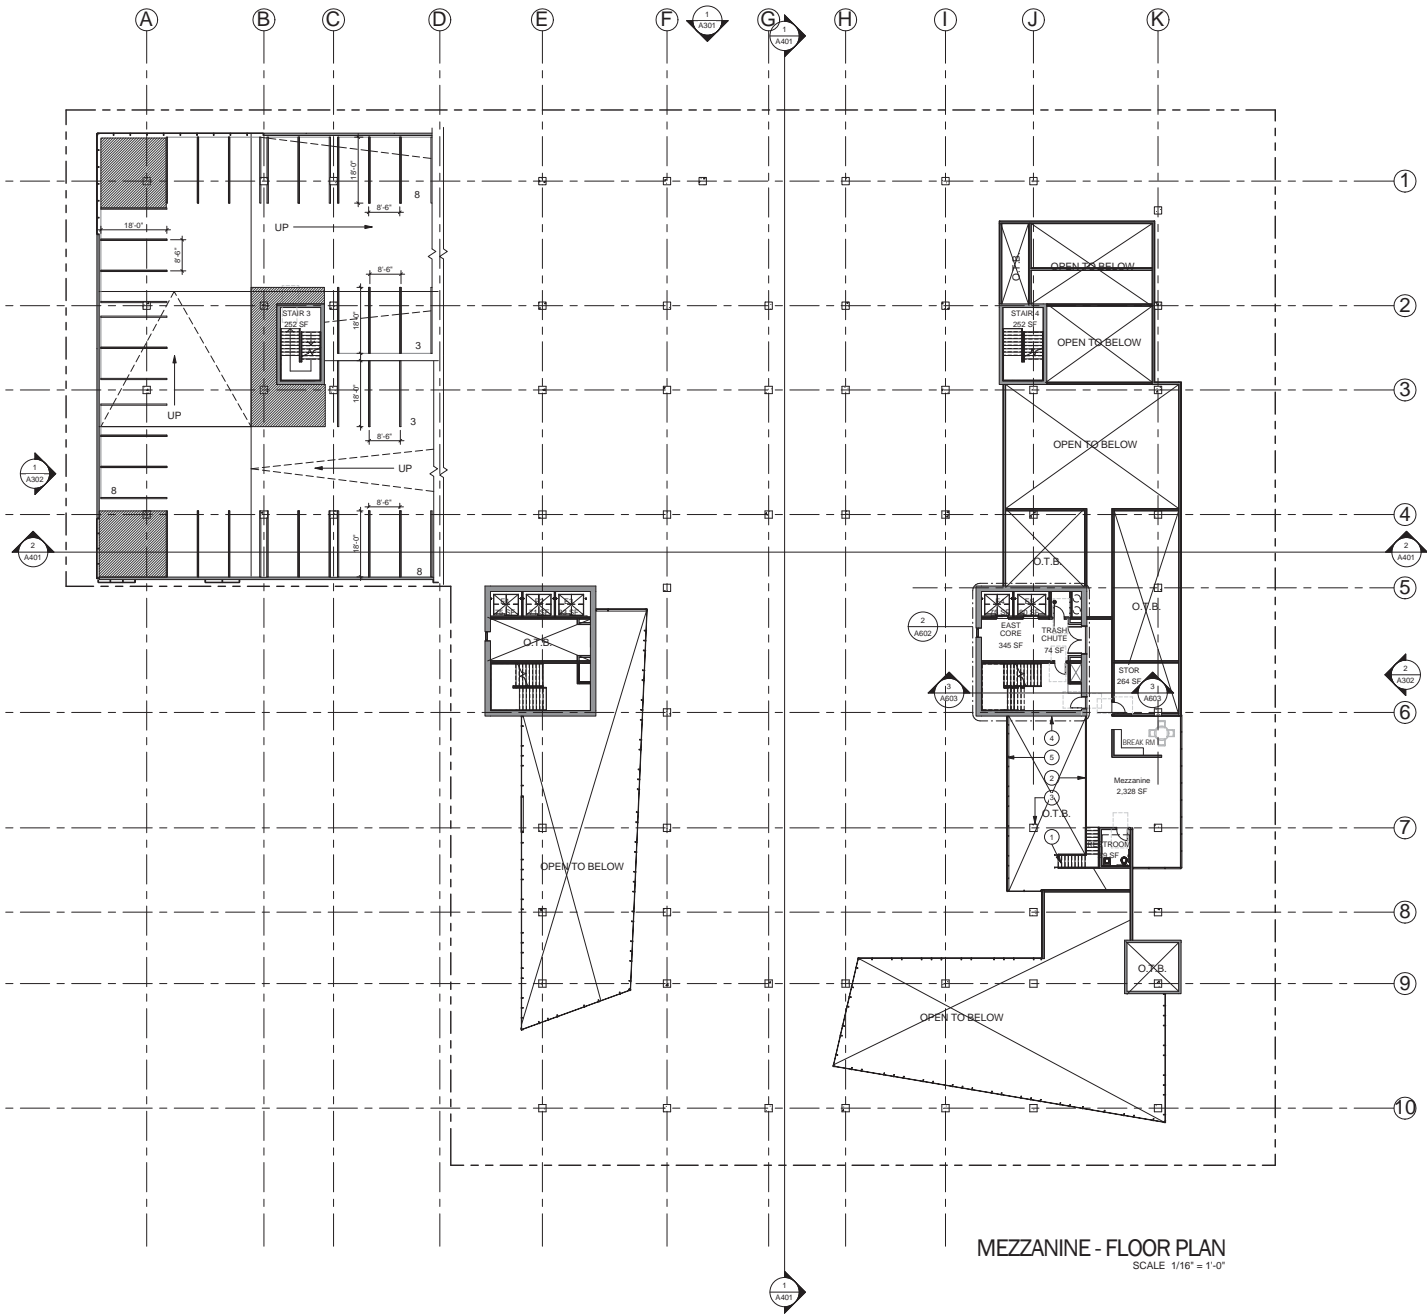 A B C D E F G H I J K
1
A301
1
A401
1
2
3
4
5
6
7
8
9
10
18'-0"
8
8'-6"
UP
18'-0"
8'-6"
8'-6"
STAIR 3
252 SF
18'-0"
3
18'-0"
UP
3
8'-6"
UP
8
8'-6"
18'-0"
8
1
A302
2
A401
2
A401
2
A302
O.T.B.
OPEN TO BELOW
STAIR 4
252 SF
OPEN TO BELOW
OPEN TO BELOW
O.T.B.
O.T.B.
O.T.B.
2
A602
EAST
CORE
345 SF
TRASH
CHUTE
74 SF
STOR
264 SF
3
A603
3
A603
4
5
2
3
1
BREAK RM
Mezzanine
2,328 SF
O.T.B.
OPEN TO BELOW
O.T.B.
OPEN TO BELOW
MEZZANINE - FLOOR PLAN
SCALE 1/16" = 1'-0"
1
A401